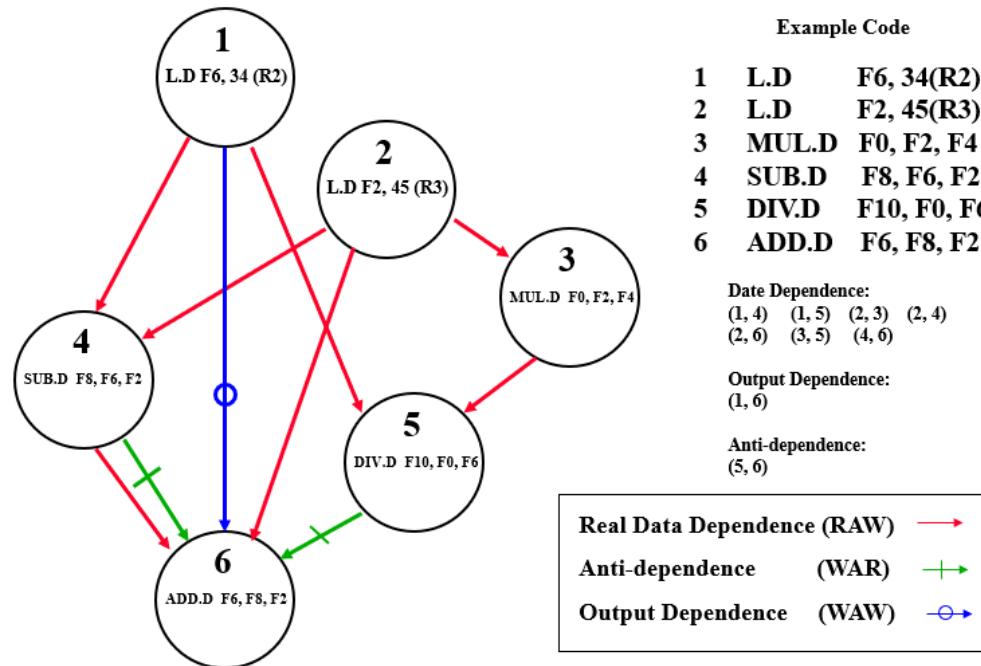 1
L.D F6, 34 (R2)
2
L.D F2, 45 (R3)
3
MUL.D F0, F2, F4
4
SUB.D F8, F6, F2
5
DIV.D F10, F0, F6
6
ADD.D F6, F8, F2
Example Code
1 L.D F6, 34(R2)
2 L.D F2, 45(R3)
3 MUL.D F0, F2, F4
4 SUB.D F8, F6, F2
5 DIV.D F10, F0, F6
6 ADD.D F6, F8, F2
Date Dependence:
(1, 4) (1, 5) (2, 3) (2, 4)
(2, 6) (3, 5) (4, 6)
Output Dependence:
(1, 6)
Anti-dependence:
(5, 6)
Real Data Dependence (RAW)
Anti-dependence (WAR)
Output Dependence (WAW)